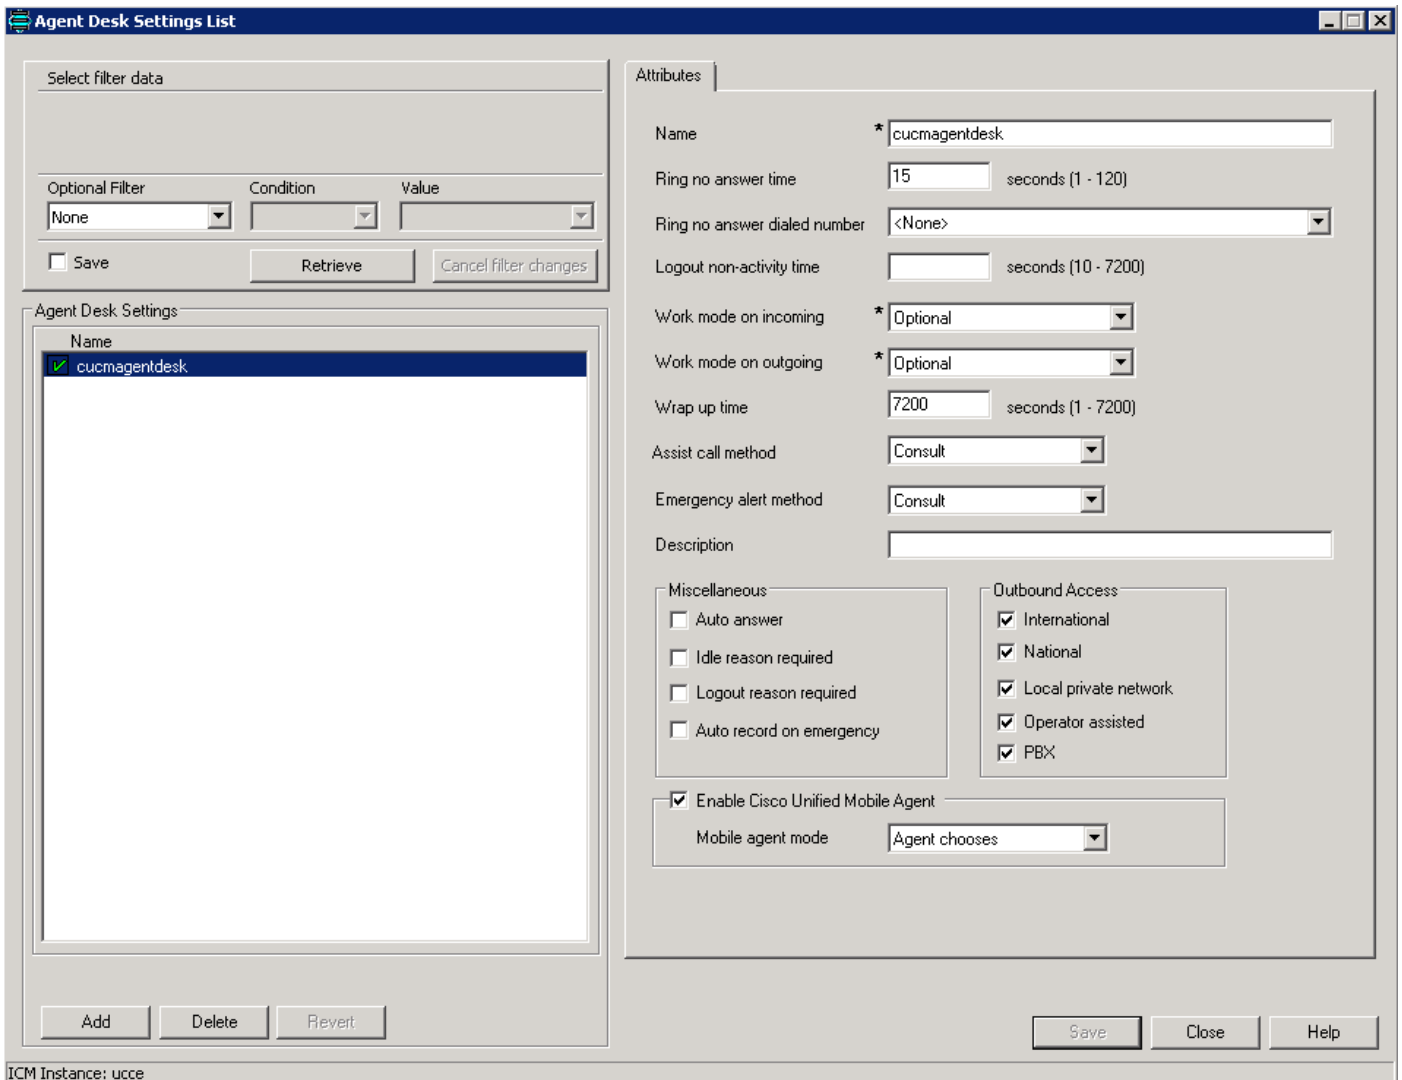 Agent Desk Settings List
Select filter data
Optional Filter Condition Value
None
Save Retrieve Cancel filter changes
Agent Desk Settings
Name
cucmagentdesk
Add Delete Revert
Attributes
Name * cucmagentdesk
Ring no answer time 15 seconds (1 - 120)
Ring no answer dialed number <None>
Logout non-activity time seconds (10 - 7200)
Work mode on incoming * Optional
Work mode on outgoing * Optional
Wrap up time 7200 seconds (1 - 7200)
Assist call method Consult
Emergency alert method Consult
Description
Miscellaneous
Auto answer
Idle reason required
Logout reason required
Auto record on emergency
Outbound Access
International
National
Local private network
Operator assisted
PBX
Enable Cisco Unified Mobile Agent
Mobile agent mode Agent chooses
Save Close Help
ICM Instance: ucce